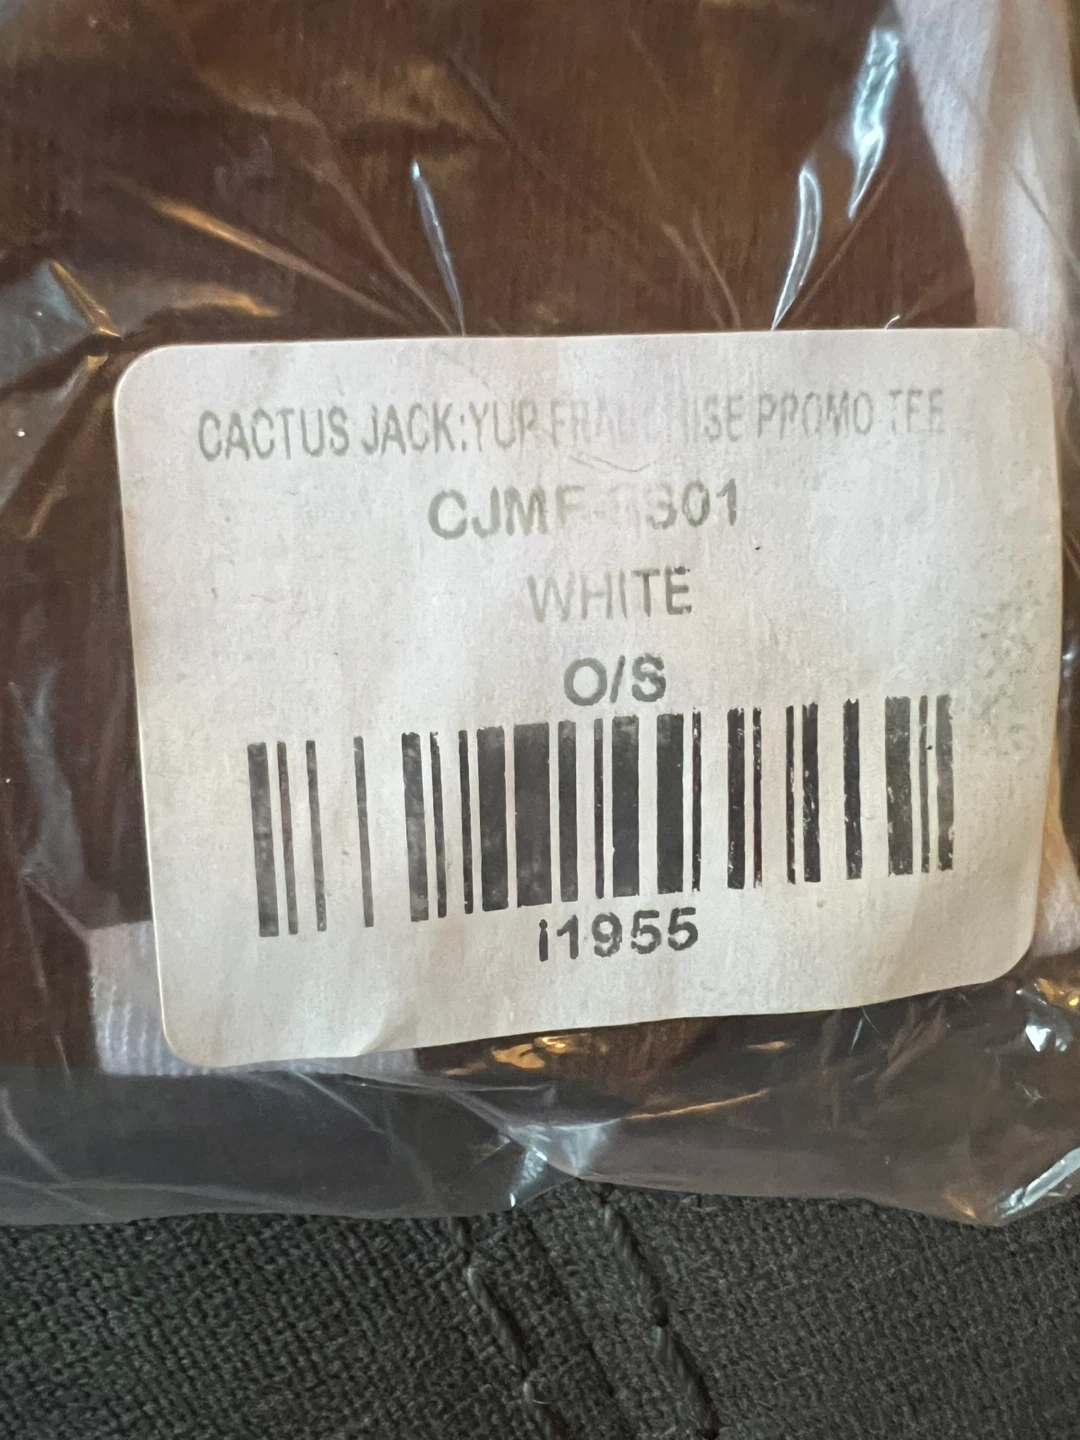 CACTUS JACK:YUP FRANCHISE PROMO TEE
WHITE
O/S
i1955